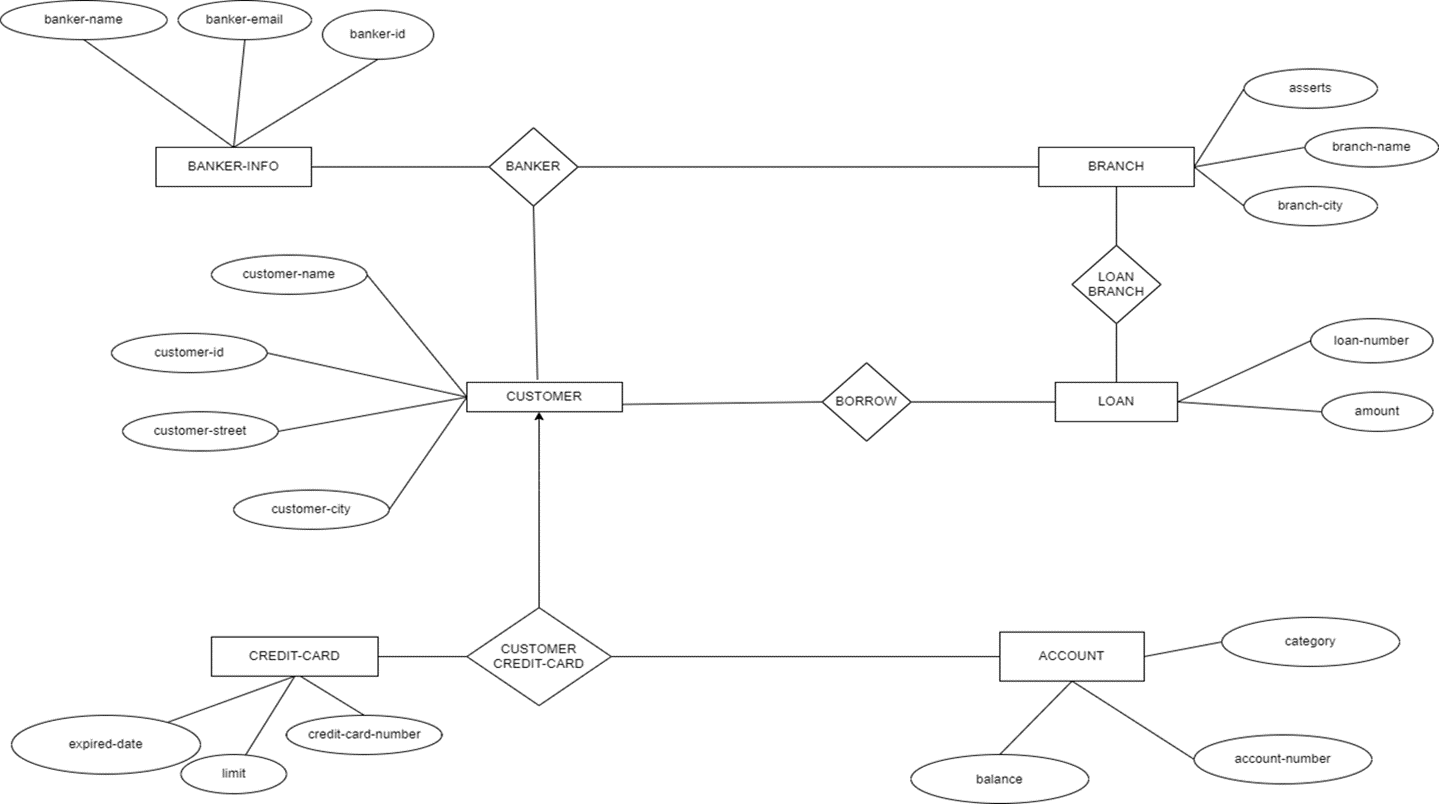 banker-name
banker-email
banker-id
asserts
branch-name
branch-city
BANKER-INFO
BANKER
BRANCH
customer-name
LOAN
BRANCH
customer-id
loan-number
CUSTOMER
BORROW
LOAN
amount
customer-street
customer-city
CREDIT-CARD
CUSTOMER
CREDIT-CARD
ACCOUNT
category
expired-date
limit
credit-card-number
balance
account-number